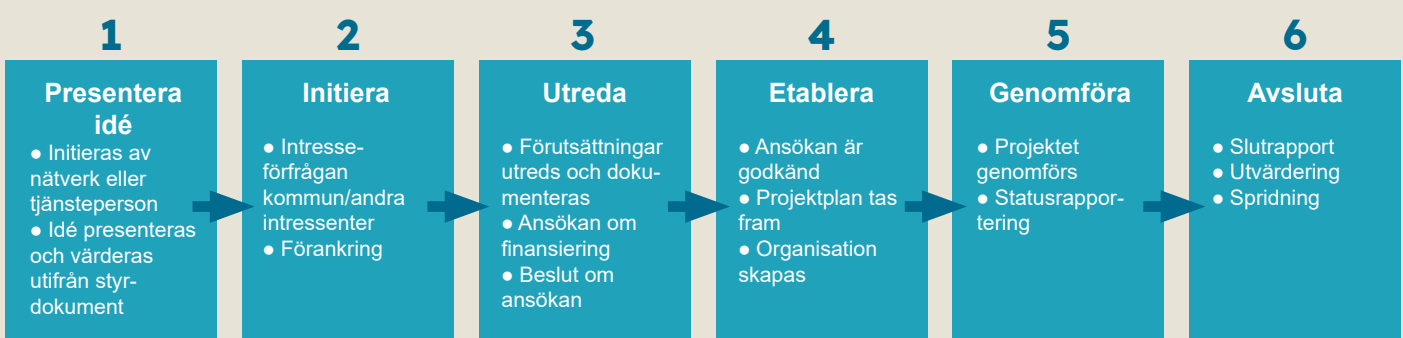 1
Presentera
idé
● Initieras av
nätverk eller
tjänsteperson
● Idé presenteras
och värderas
utifrån styr-
dokument
2
Initiera
● Intresse-
förfrågan
kommun/andra
intressenter
● Förankring
3
Utreda
● Förutsättningar
utreds och doku-
menteras
● Ansökan om
finansiering
● Beslut om
ansökan
4
Etablera
● Ansökan är
godkänd
● Projektplan tas
fram
● Organisation
skapas
5
Genomföra
● Projektet
genomförs
● Statusrappor-
tering
6
Avsluta
● Slutrapport
● Utvärdering
● Spridning